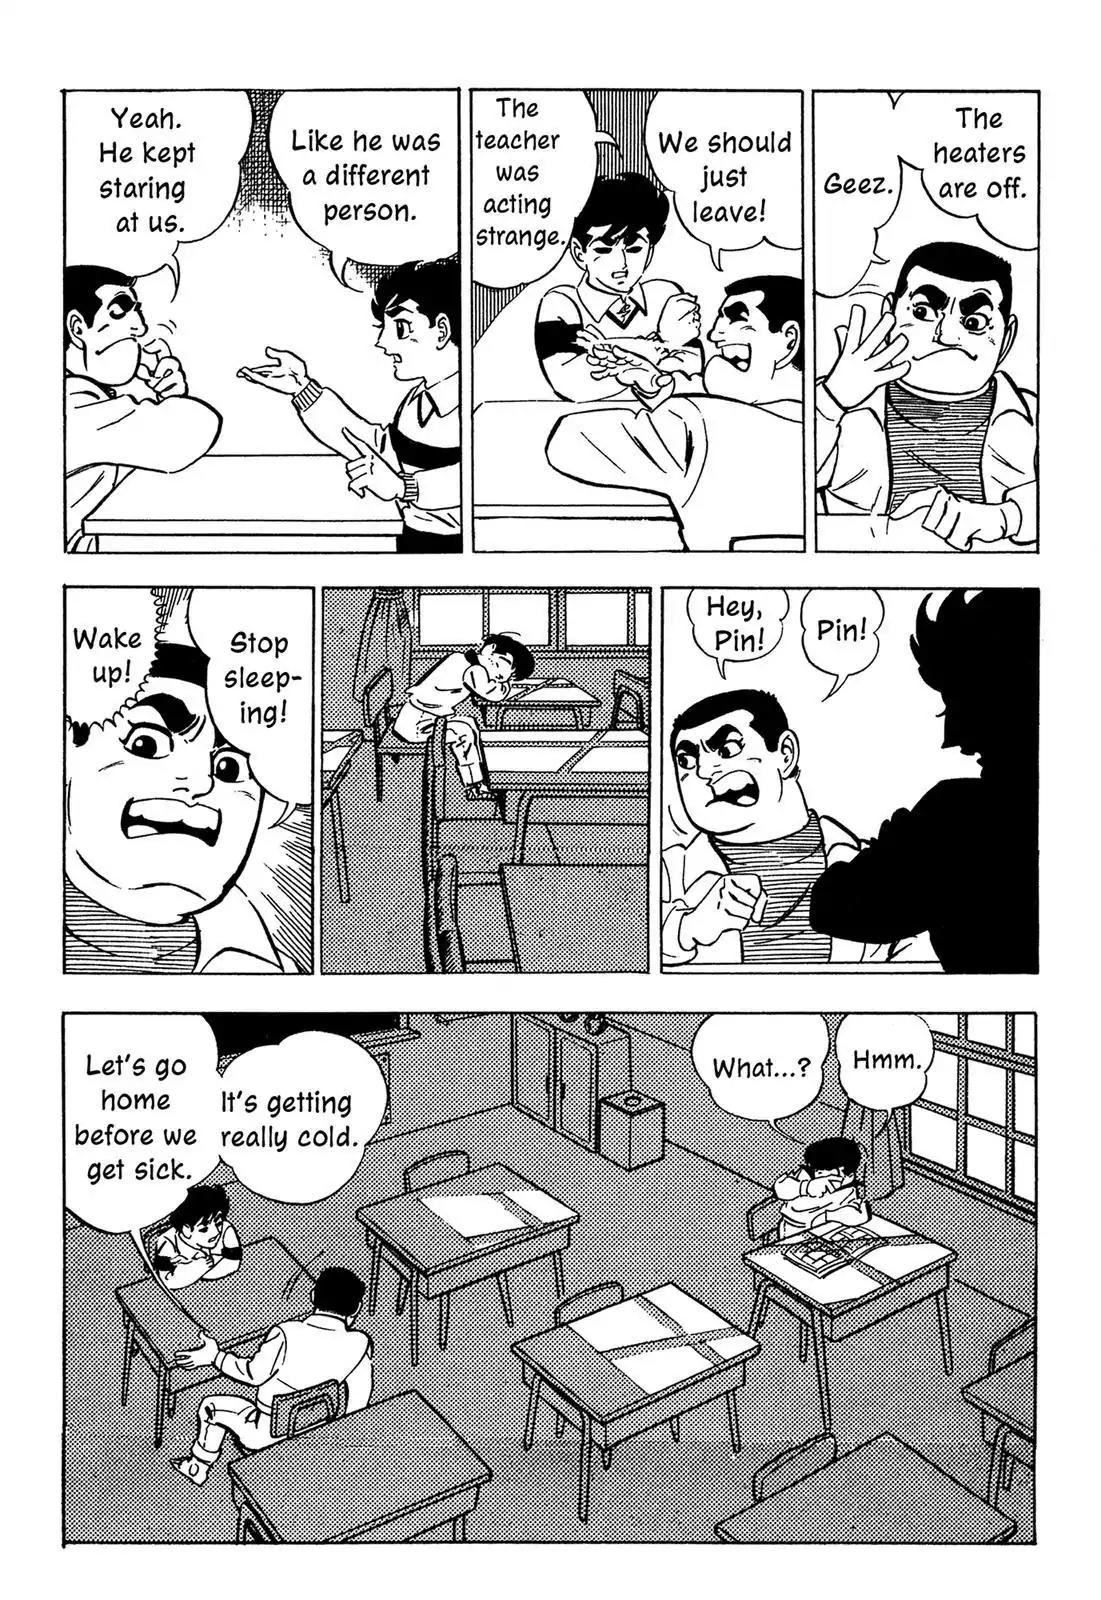 The
heaters
are off.
Geez.
We should
just
leave!
The
teacher
was
acting
strange.
Like he was
a different
person.
Yeah.
He kept
staring
at us.
Pin!
Hey,
Pin!
Stop
sleep-
ing!
Wake
up!
Hmm.
What...?
It's getting
really cold.
Let's go
home
before we
get sick.